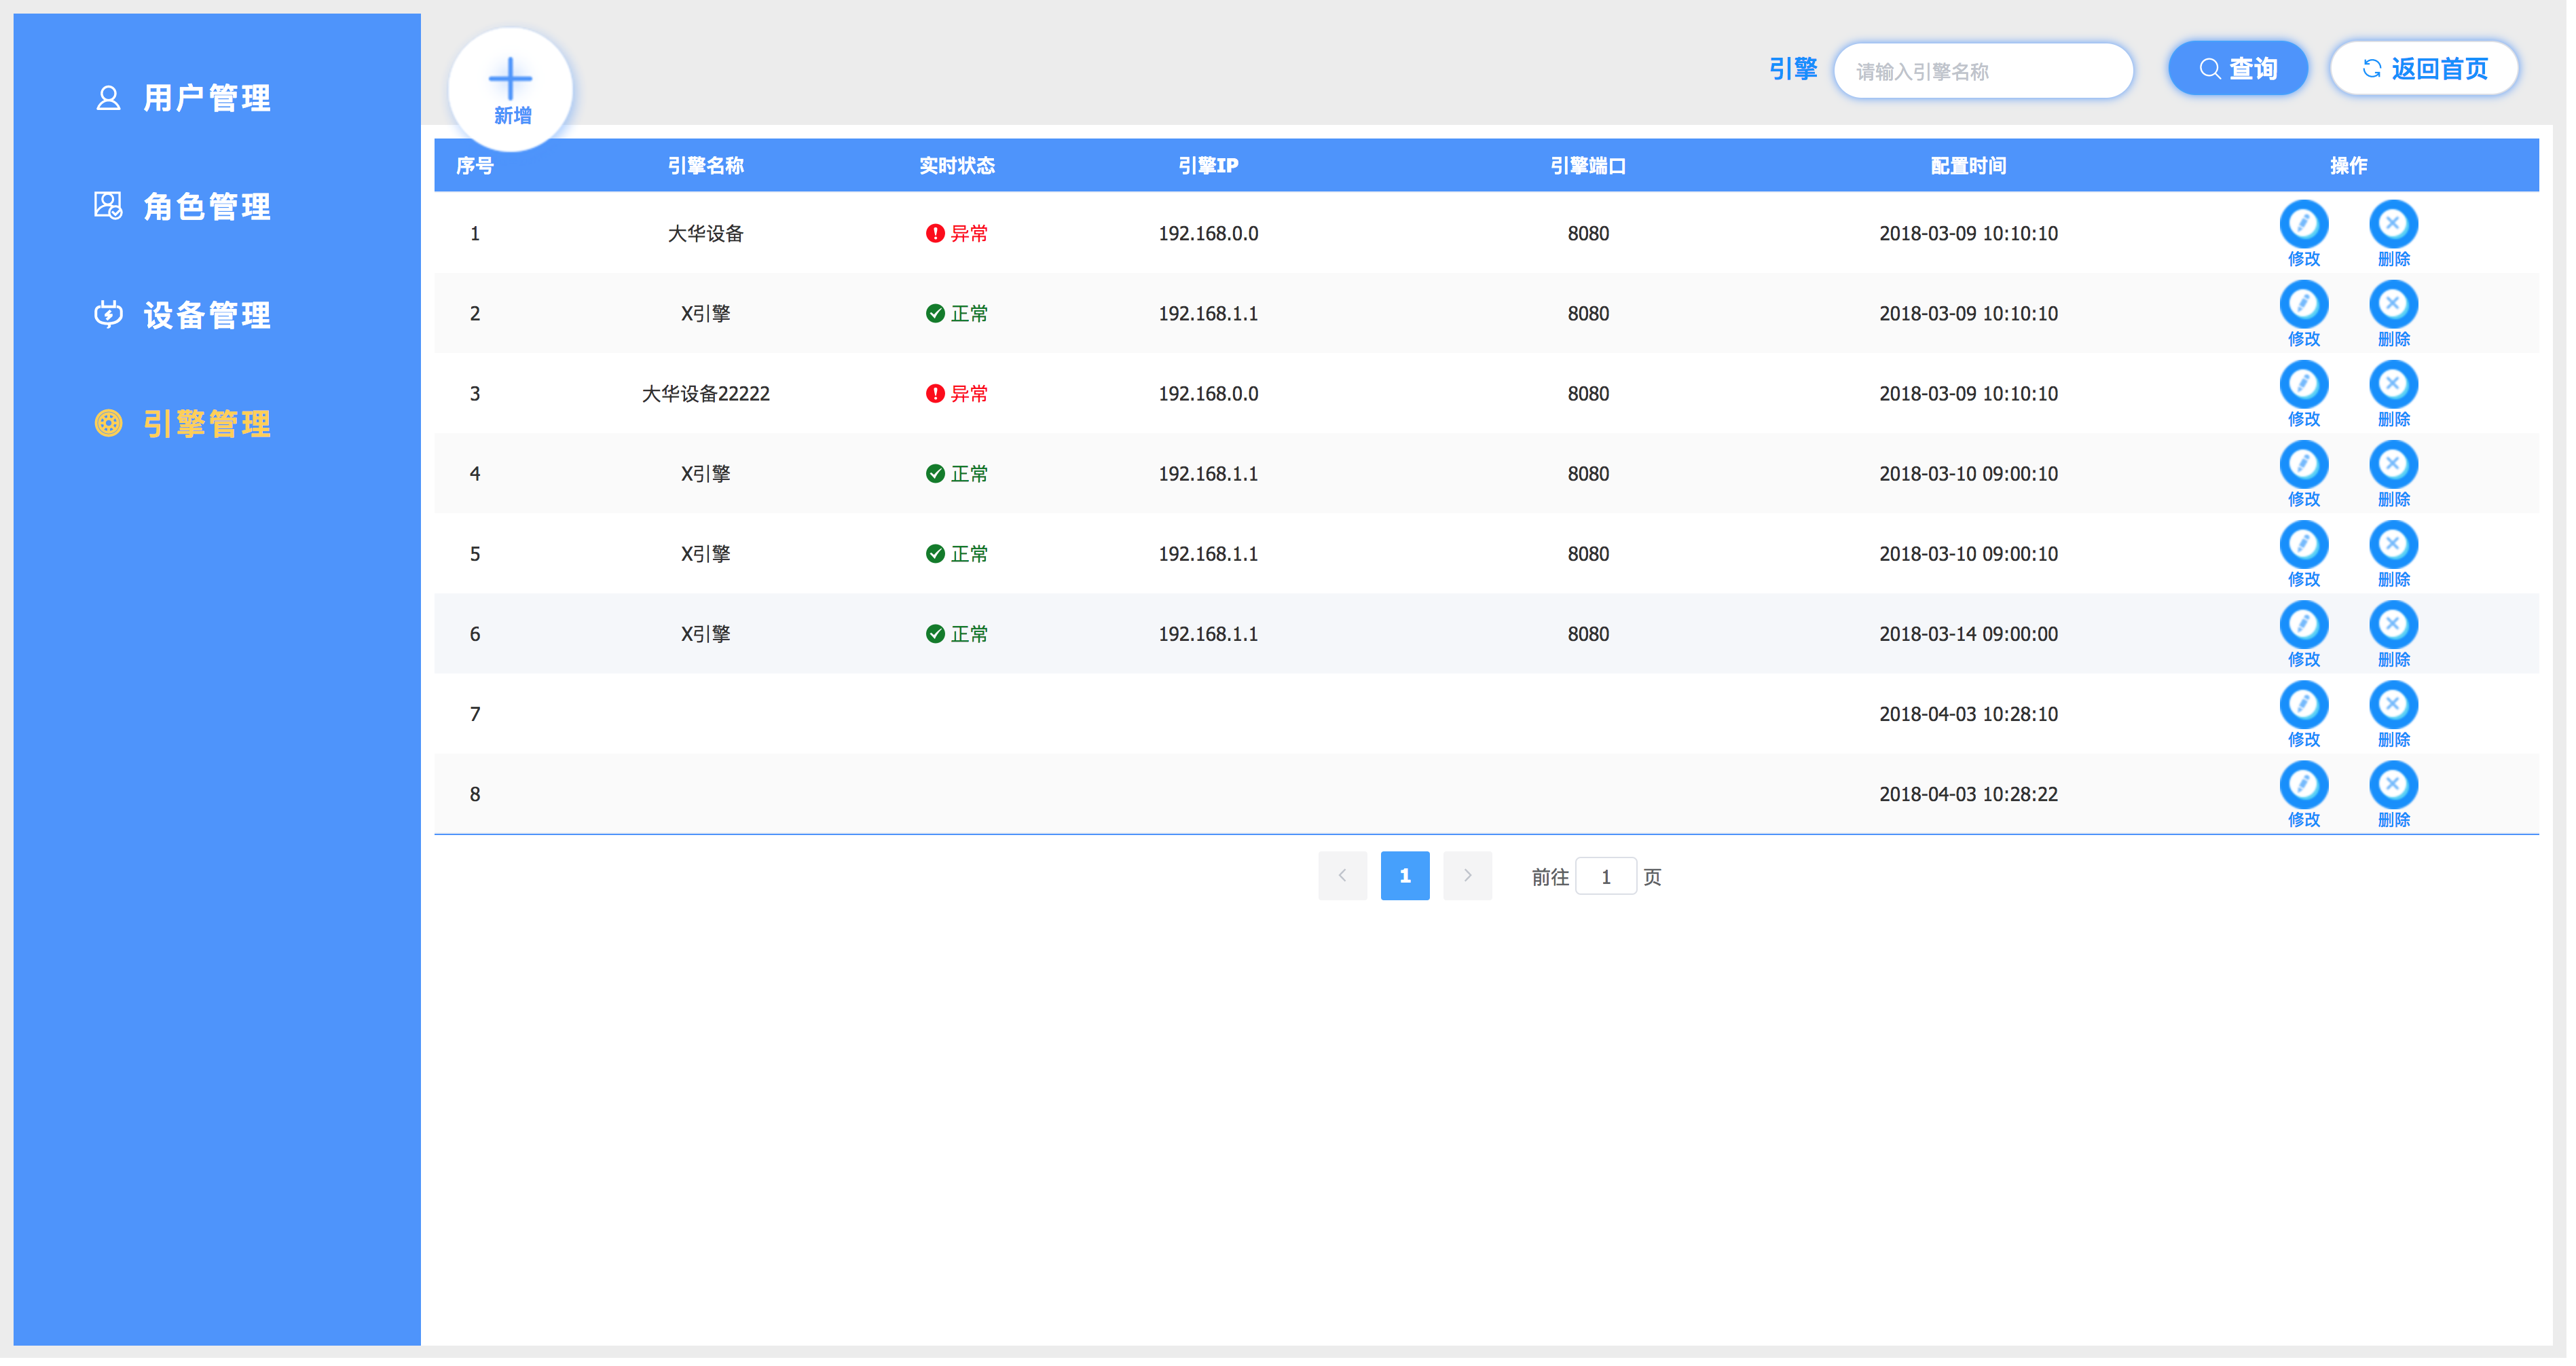 用户管理
角色管理
设备管理
引擎管理
新增
引擎 请输入引擎名称 查询 返回首页
序号 引擎名称 实时状态 引擎IP 引擎端口 配置时间 操作
1 大华设备 异常 192.168.0.0 8080 2018-03-09 10:10:10 修改 删除
2 X引擎 正常 192.168.1.1 8080 2018-03-09 10:10:10 修改 删除
3 大华设备22222 异常 192.168.0.0 8080 2018-03-09 10:10:10 修改 删除
4 X引擎 正常 192.168.1.1 8080 2018-03-10 09:00:10 修改 删除
5 X引擎 正常 192.168.1.1 8080 2018-03-10 09:00:10 修改 删除
6 X引擎 正常 192.168.1.1 8080 2018-03-14 09:00:00 修改 删除
7 2018-04-03 10:28:10 修改 删除
8 2018-04-03 10:28:22 修改 删除
1 前往 1 页